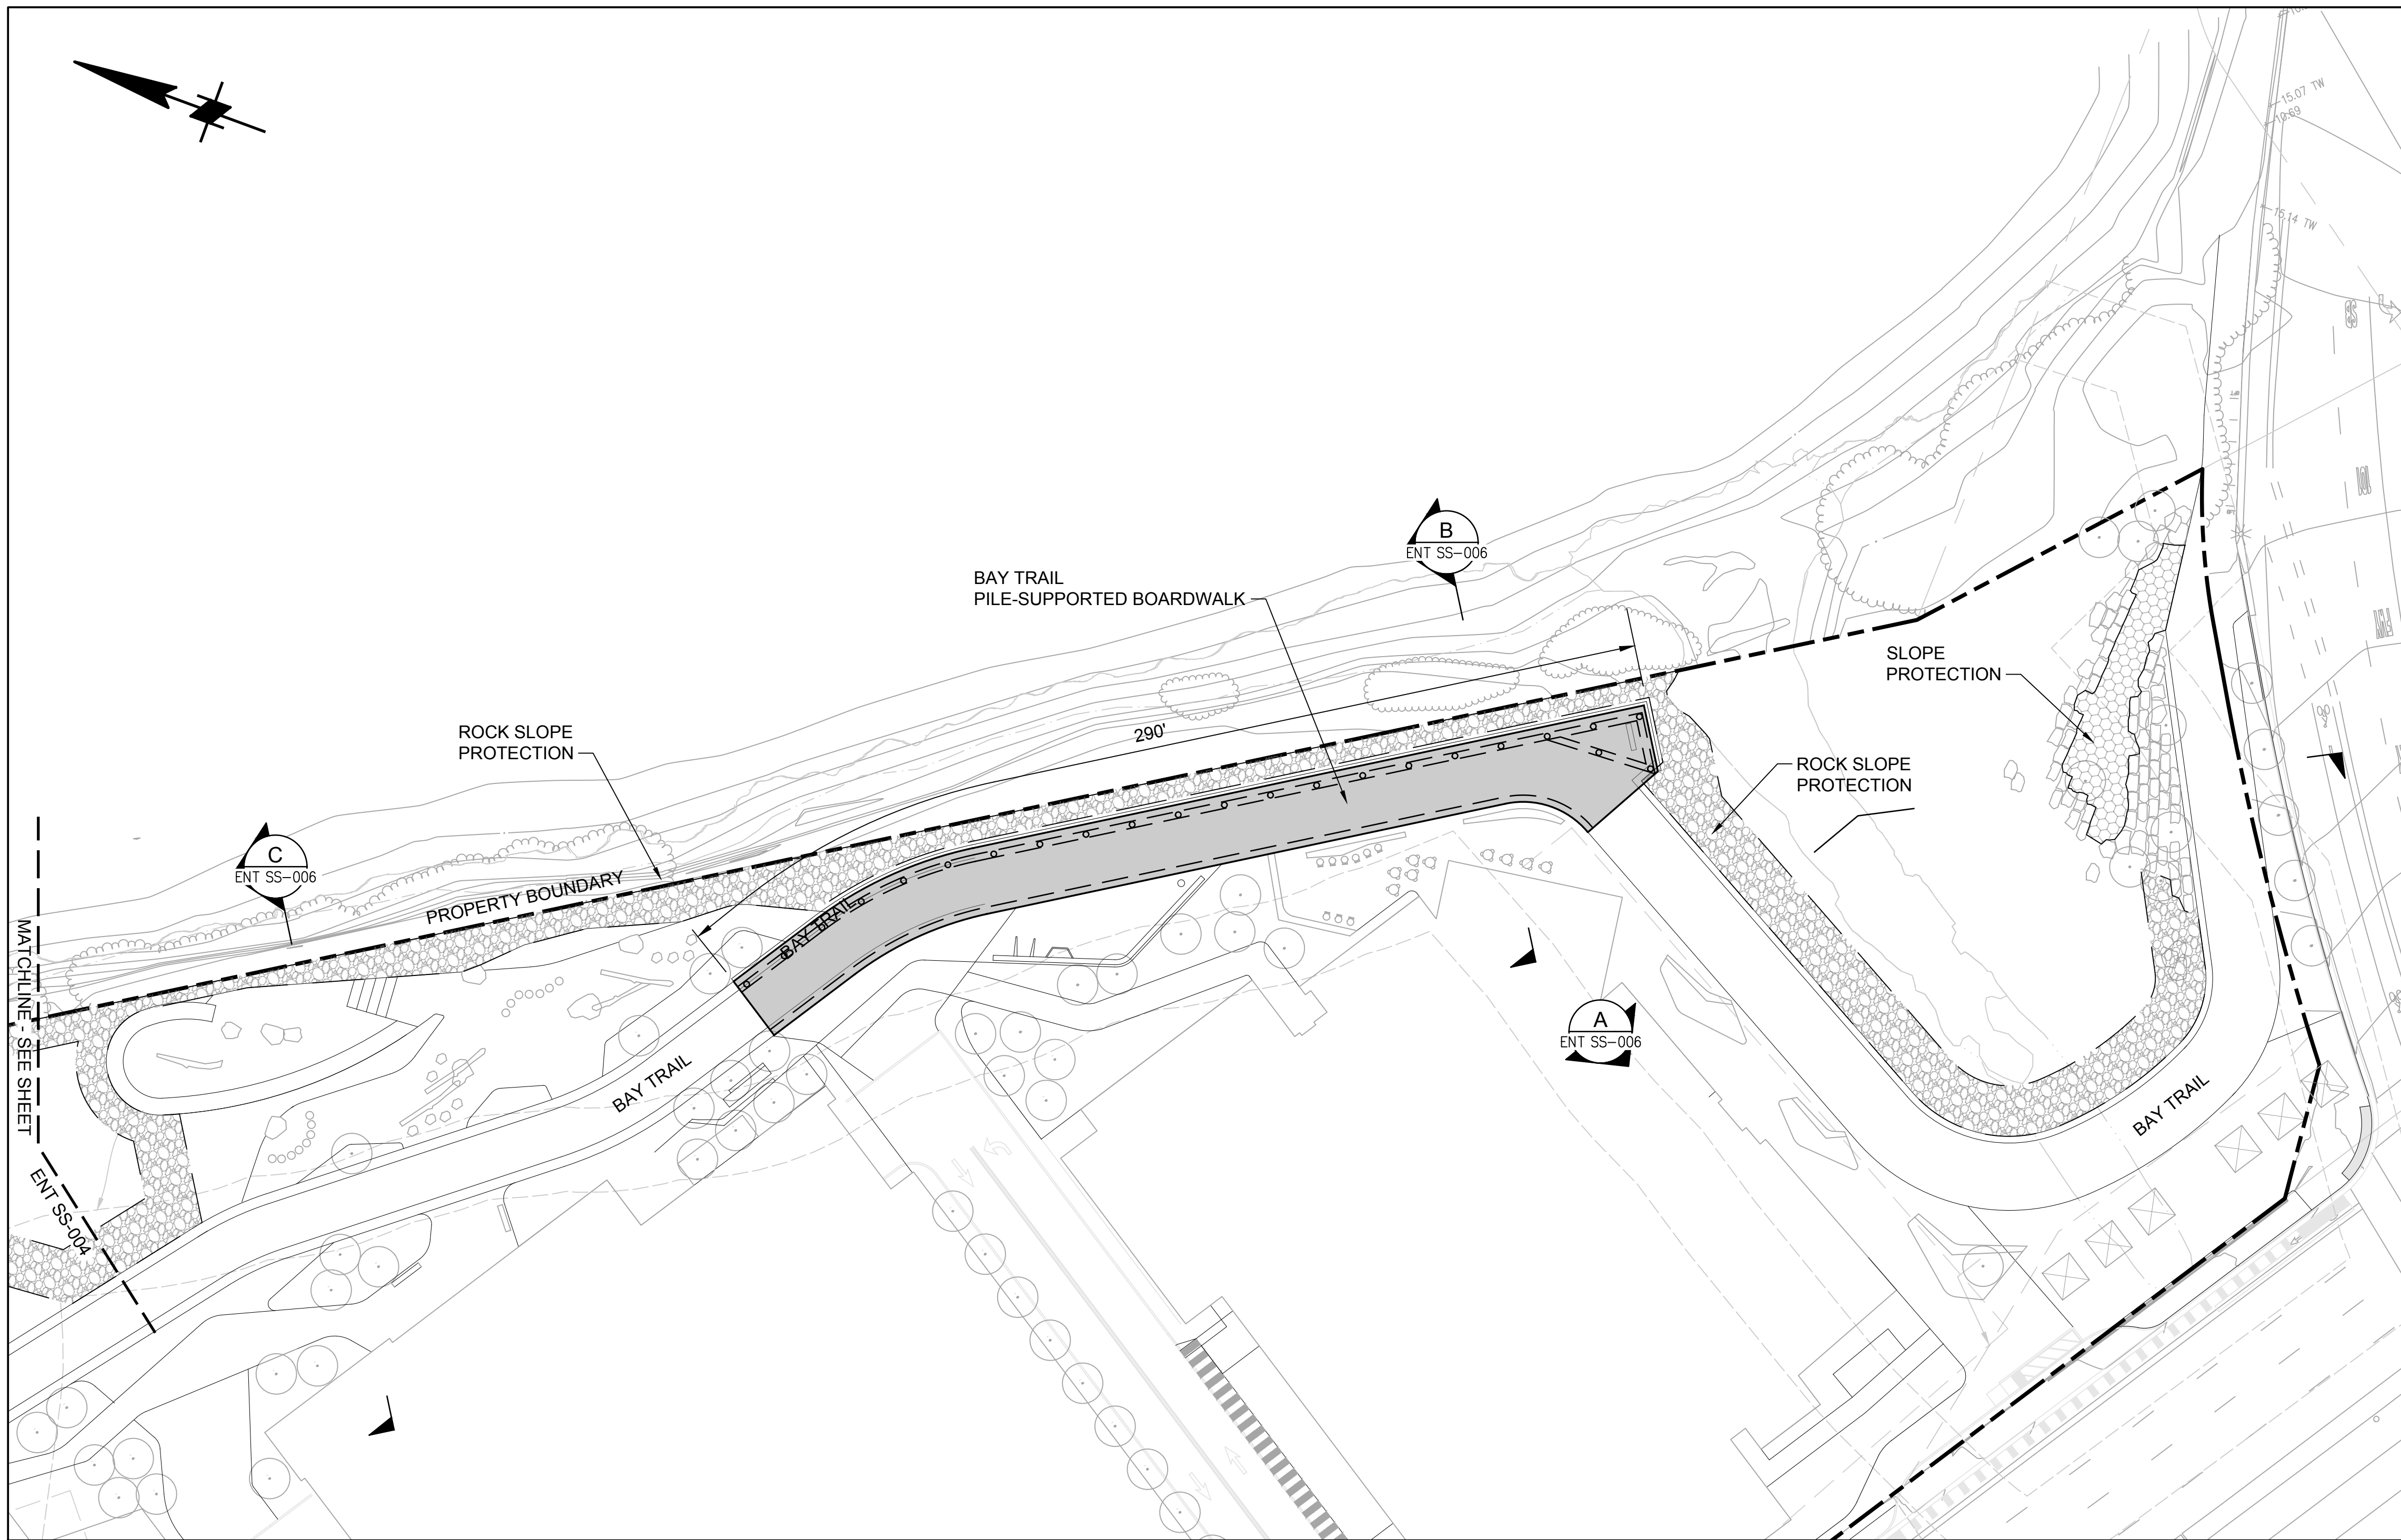 15.07 TW
10.69
15.14 TW
B
ENT SS-006
BAY TRAIL
PILE-SUPPORTED BOARDWALK
SLOPE
PROTECTION
290'
ROCK SLOPE
PROTECTION
ROCK SLOPE
PROTECTION
C
ENT SS-006
PROPERTY BOUNDARY
BAY TRAIL
MATCHLINE - SEE SHEET
ENT SS-004
A
ENT SS-006
BAY TRAIL
BAY TRAIL